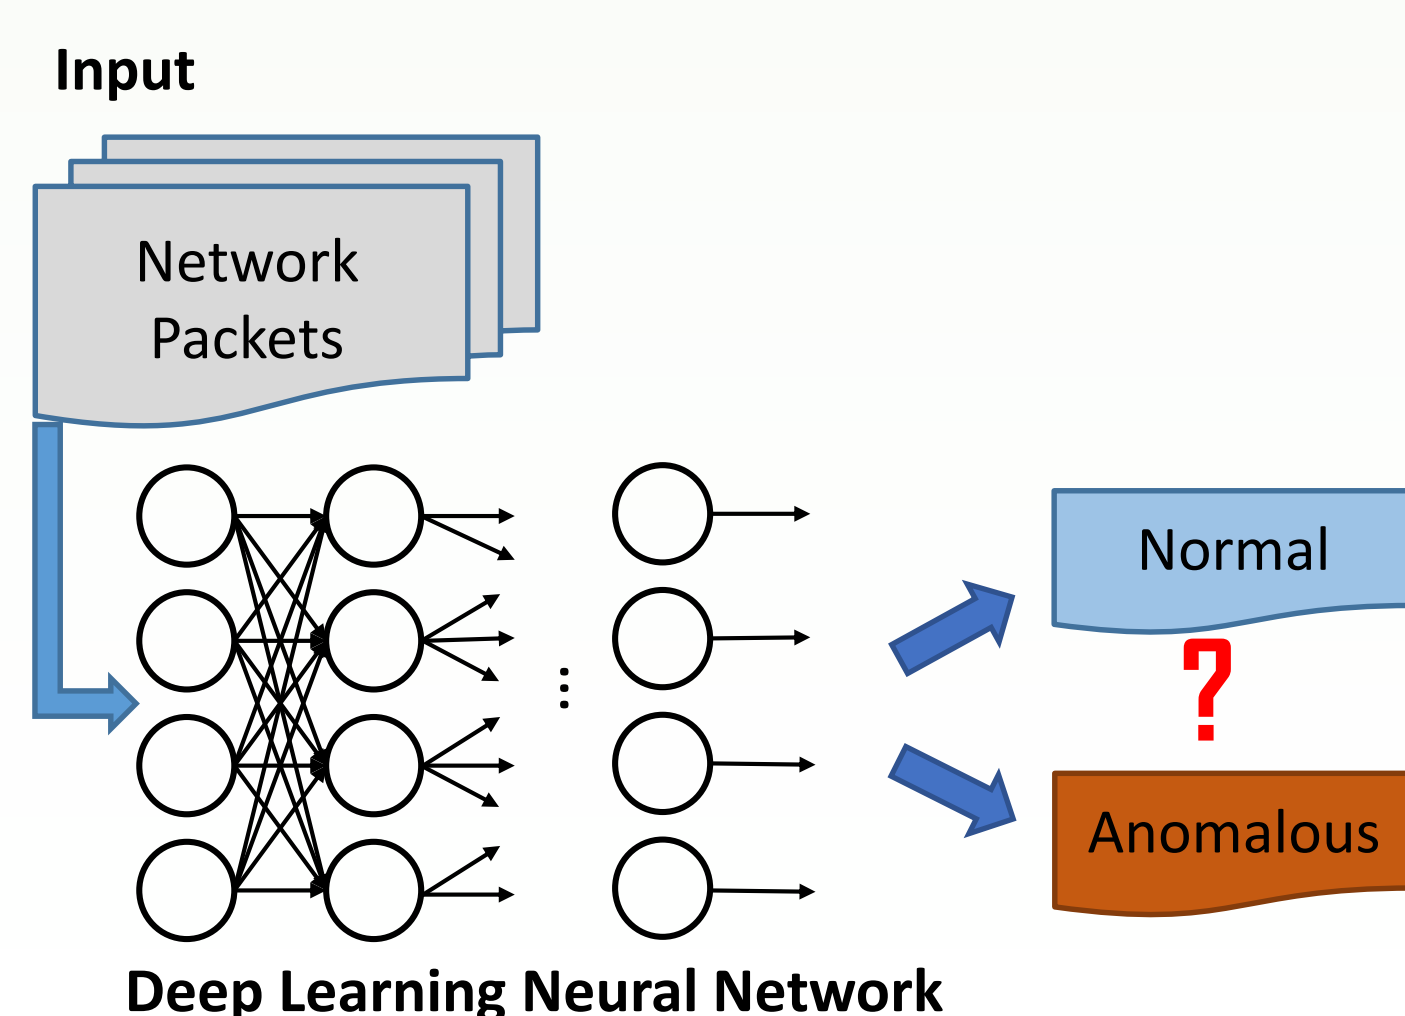 Input
Network
Packets
Normal
?
Anomalous
...
Deep Learning Neural Network